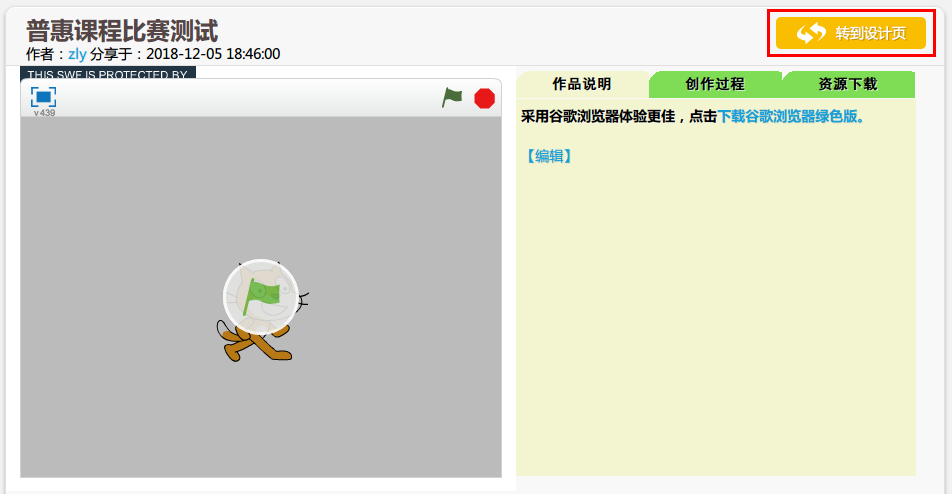 普惠课程比赛测试
转到设计页
作者：zly 分享于：2018-12-05 18:46:00
THIS SWF IS PROTECTED BY
v439
作品说明 创作过程 资源下载
采用谷歌浏览器体验更佳，点击下载谷歌浏览器绿色版。
【编辑】